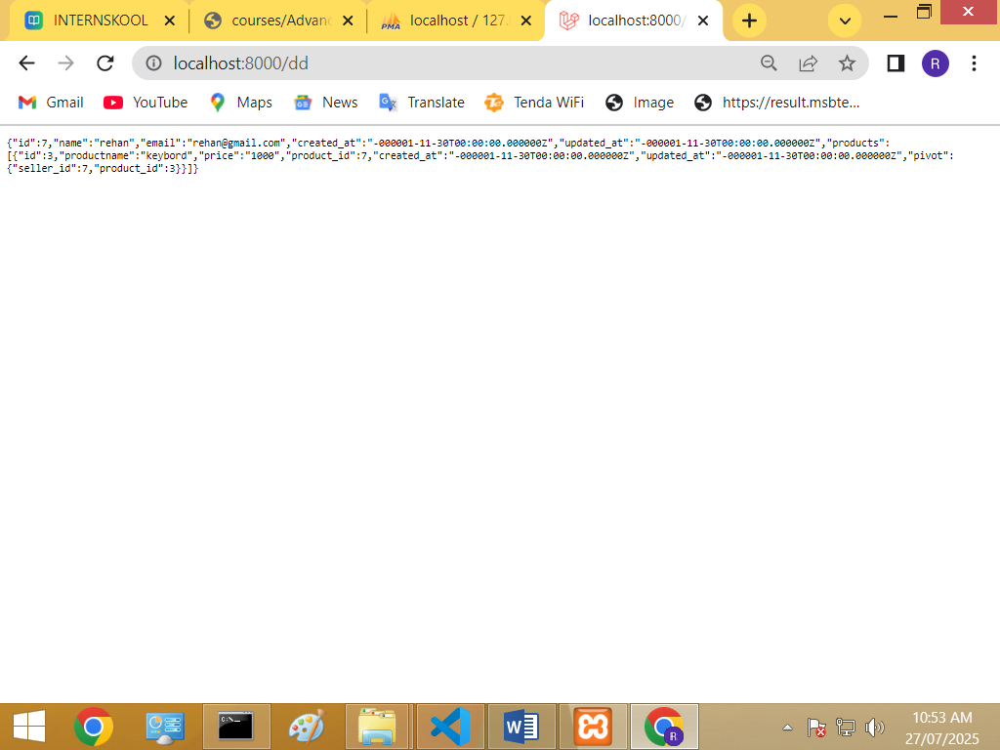 INTERNSKOOL
courses/Advanc
PMA
localhost / 127.
localhost:8000/
localhost:8000/dd
R
Gmail
YouTube
Maps
News
Translate
Tenda WiFi
Image
https://result.msbte...
{"id":7,"name":"rehan","email":"rehan@gmail.com","created_at":"-000001-11-30T00:00:00.000000Z","updated_at":"-000001-11-30T00:00:00.000000Z","products":
[{"id":3,"productname":"keybord","price":"1000","product_id":7,"created_at":"-000001-11-30T00:00:00.000000Z","updated_at":"-000001-11-30T00:00:00.000000Z","pivot":
{"seller_id":7,"product_id":3}}]}
R
10:53 AM
27/07/2025